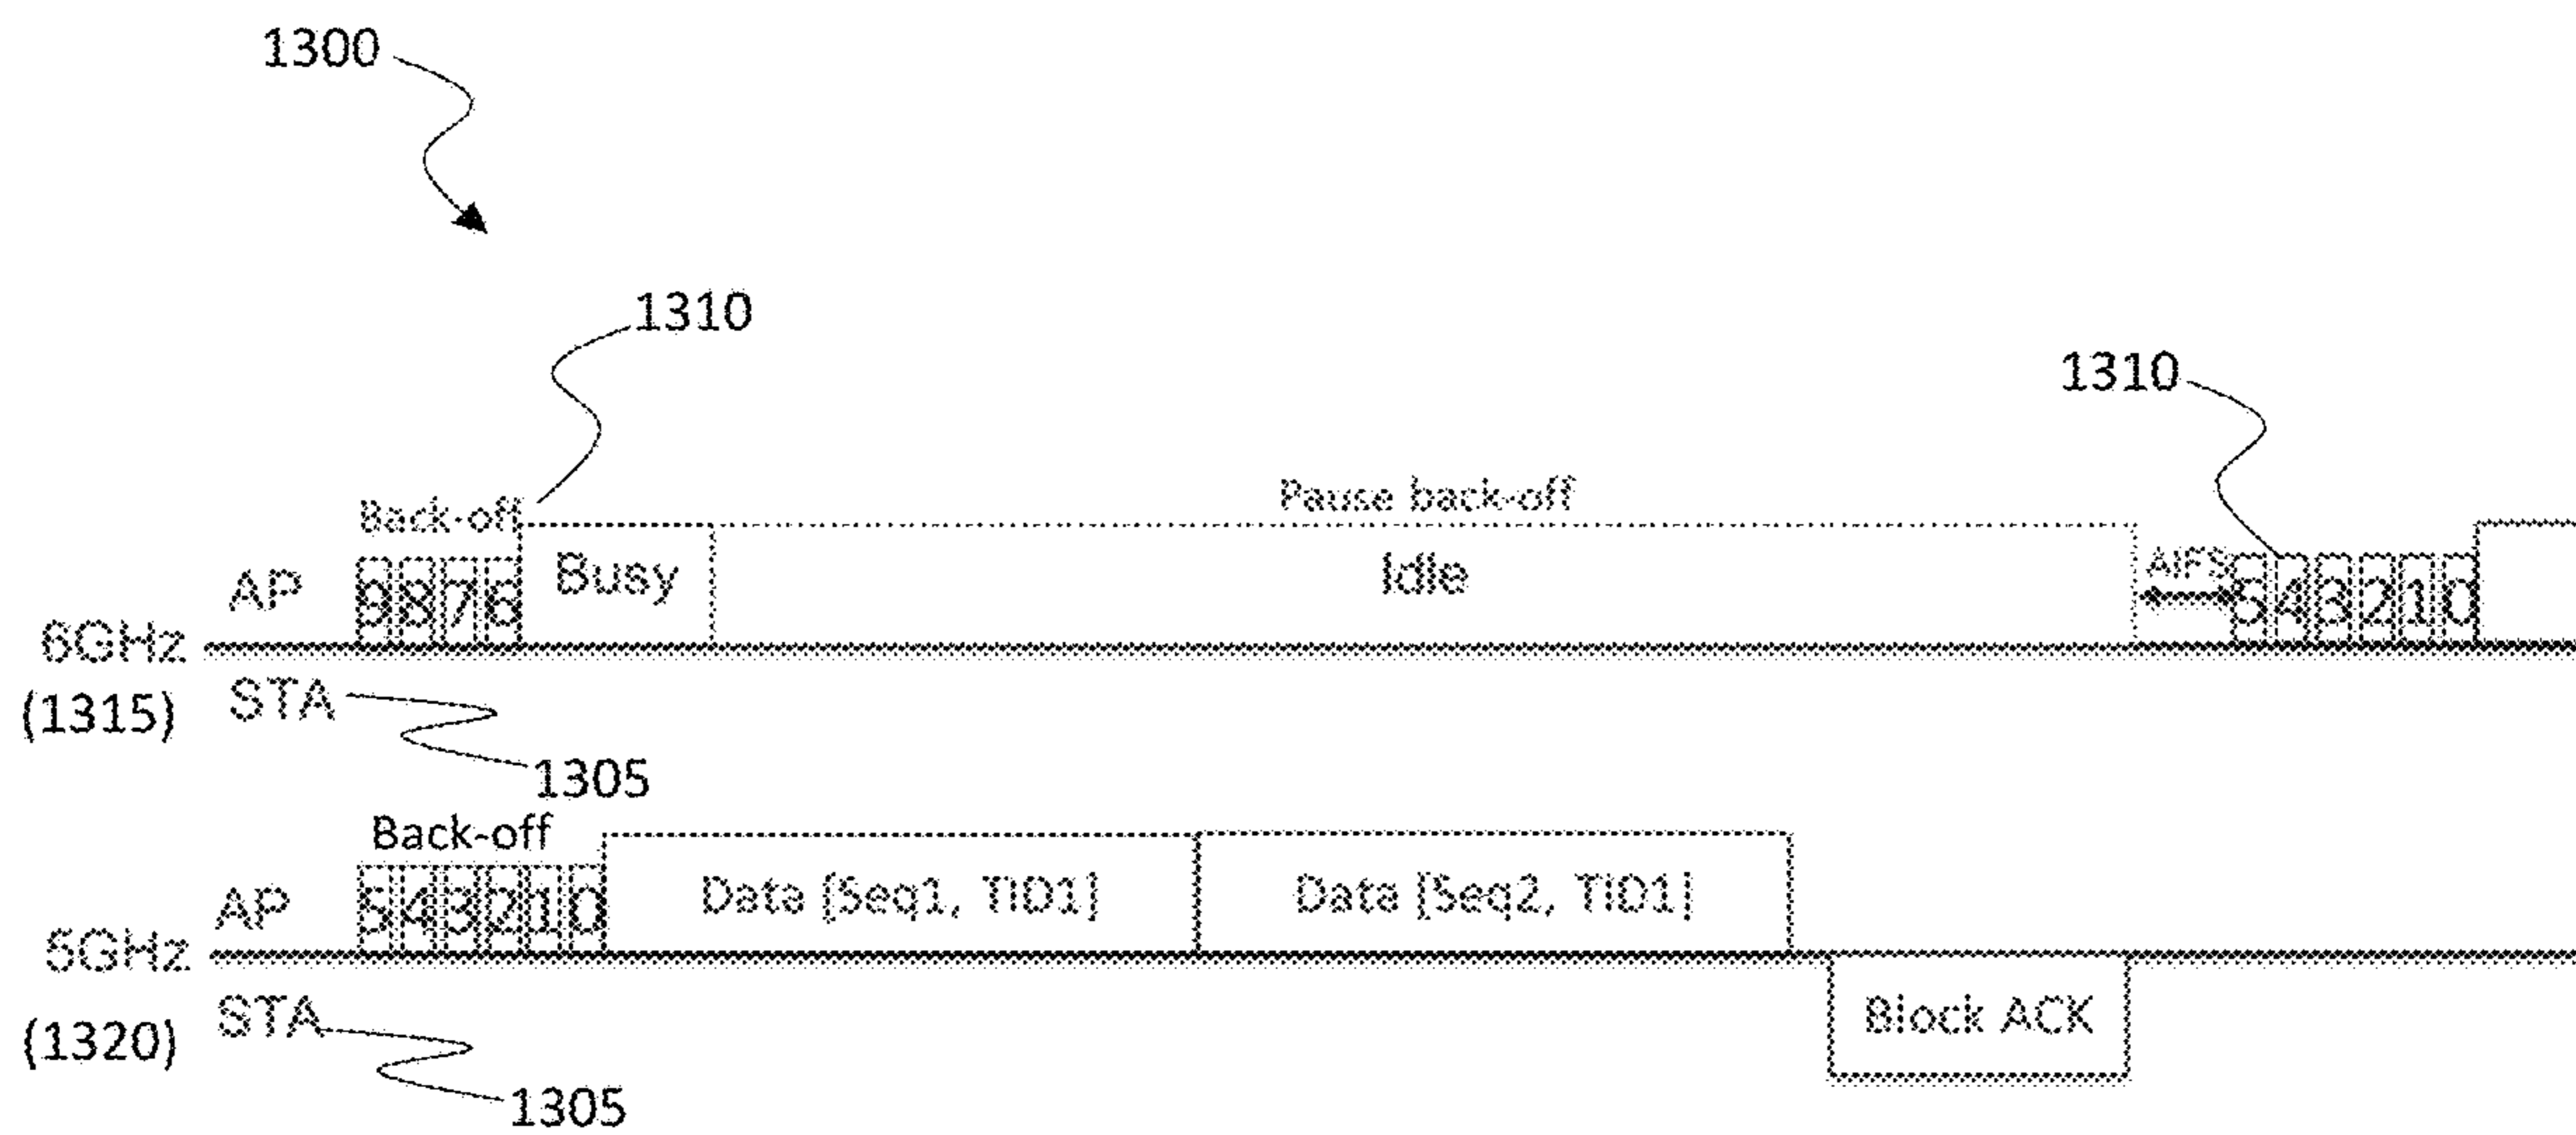 1300
1310
1310
Back-off
Pause back-off
AP
9 8 7 6
Busy
Idle
AIFS
5 4 3 2 1 0
6GHz
(1315)
STA
1305
Back-off
AP
5 4 3 2 1 0
Data [Seq1, TID1]
Data [Seq2, TID1]
5GHz
(1320)
STA
Block ACK
1305